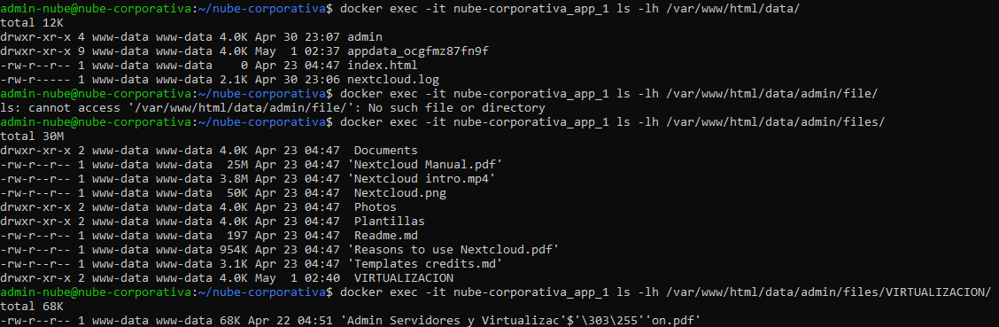 admin-nube@nube-corporativa:~/nube-corporativa$ docker exec -it nube-corporativa_app_1 ls -lh /var/www/html/data/
total 12K
drwxr-xr-x 4 www-data www-data 4.0K Apr 30 23:07 admin
drwxr-xr-x 9 www-data www-data 4.0K May  1 02:37 appdata_ocgfmz87fn9f
-rw-r--r-- 1 www-data www-data    0 Apr 23 04:47 index.html
-rw-r----- 1 www-data www-data 2.1K Apr 30 23:06 nextcloud.log
admin-nube@nube-corporativa:~/nube-corporativa$ docker exec -it nube-corporativa_app_1 ls -lh /var/www/html/data/admin/file/
ls: cannot access '/var/www/html/data/admin/file/': No such file or directory
admin-nube@nube-corporativa:~/nube-corporativa$ docker exec -it nube-corporativa_app_1 ls -lh /var/www/html/data/admin/files/
total 30M
drwxr-xr-x 2 www-data www-data 4.0K Apr 23 04:47  Documents
-rw-r--r-- 1 www-data www-data  25M Apr 23 04:47 'Nextcloud Manual.pdf'
-rw-r--r-- 1 www-data www-data 3.8M Apr 23 04:47 'Nextcloud intro.mp4'
-rw-r--r-- 1 www-data www-data  50K Apr 23 04:47  Nextcloud.png
drwxr-xr-x 2 www-data www-data 4.0K Apr 23 04:47  Photos
drwxr-xr-x 2 www-data www-data 4.0K Apr 23 04:47  Plantillas
-rw-r--r-- 1 www-data www-data  197 Apr 23 04:47  Readme.md
-rw-r--r-- 1 www-data www-data 954K Apr 23 04:47 'Reasons to use Nextcloud.pdf'
-rw-r--r-- 1 www-data www-data 3.1K Apr 23 04:47 'Templates credits.md'
drwxr-xr-x 2 www-data www-data 4.0K May  1 02:40  VIRTUALIZACION
admin-nube@nube-corporativa:~/nube-corporativa$ docker exec -it nube-corporativa_app_1 ls -lh /var/www/html/data/admin/files/VIRTUALIZACION/
total 68K
-rw-r--r-- 1 www-data www-data 68K Apr 22 04:51 'Admin Servidores y Virtualizac'$'\303\255''on.pdf'